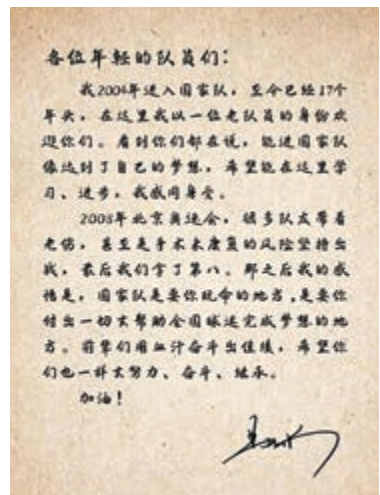 各位年轻的队员们:
我2004年进入国家队,至今已经17个
年头,在这里我以一位老队员的身份欢
迎你们。看到你们都在说,能进国家队
像达到了自己的梦想,希望能在这里学
习、进步,我感同身受。
2008年北京奥运会,很多队友带着
老伤,甚至是手术未康复的风险坚持出
战,最后我们拿了第八。那之后我的感
悟是,国家队是要你玩命的地方,是要你
付出一切去帮助全国球迷完成梦想的地
方。前辈们用血汗奋斗出佳绩,希望你
们也一样去努力、奋斗、继承。
加油!